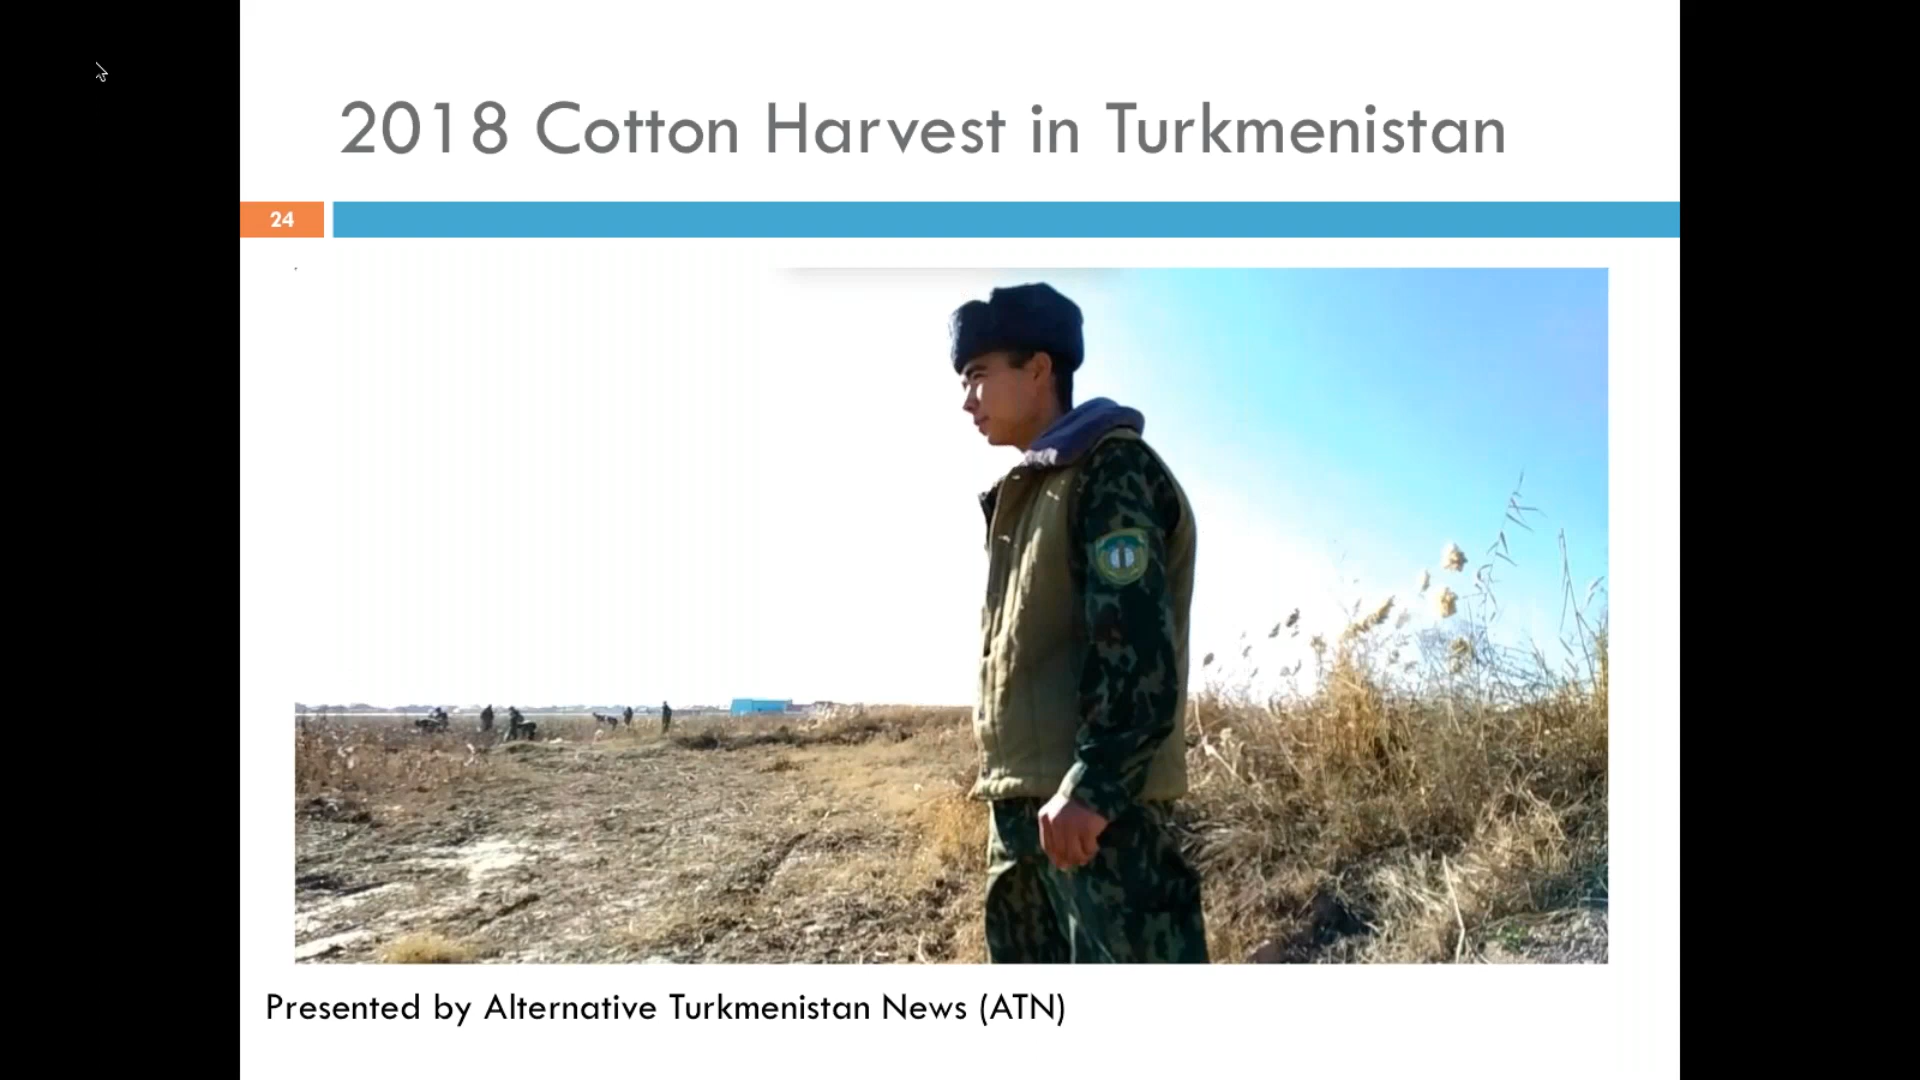 2018 Cotton Harvest in Turkmenistan
24
Presented by Alternative Turkmenistan News (ATN)